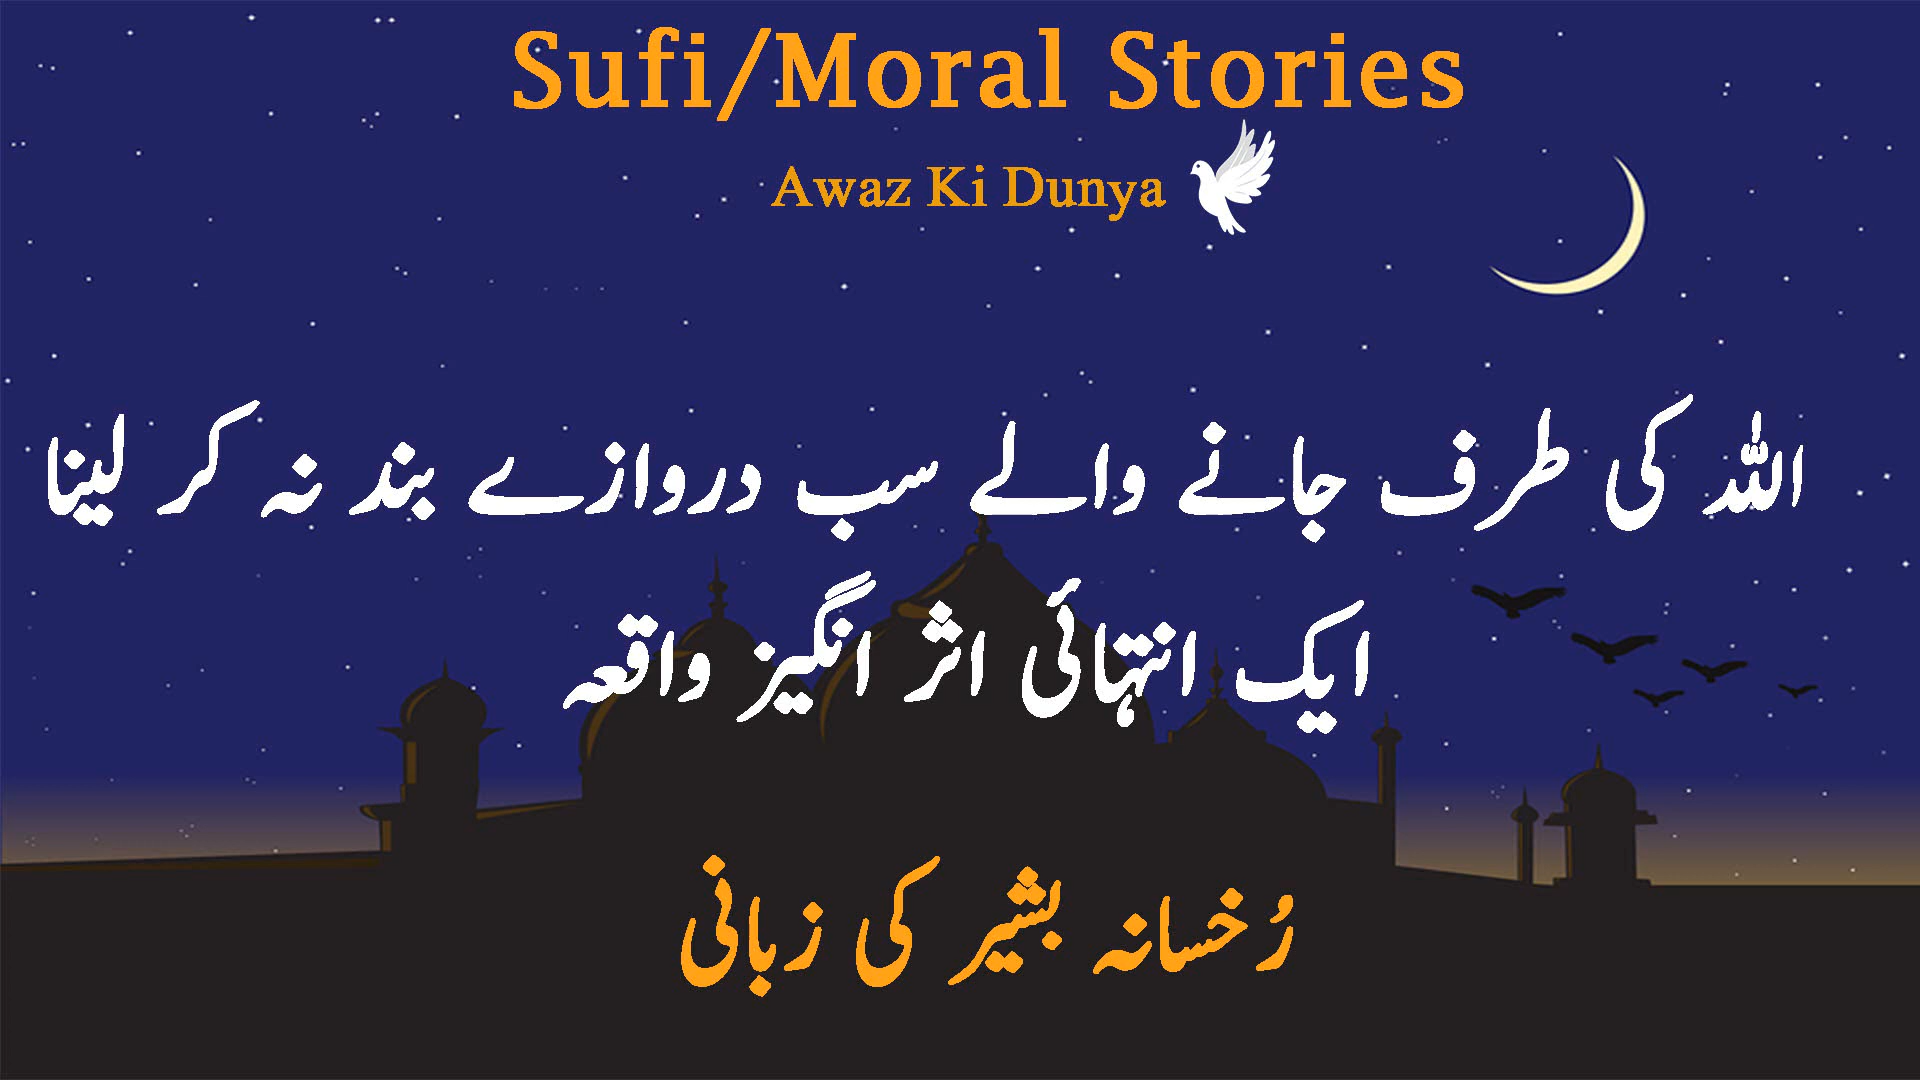 Sufi/Moral Stories
Awaz Ki Dunya
اللہ کی طرف جانے والے سب دروازے بند نہ کر لینا
ایک انتہائی اثر انگیز واقعہ
رُخسانہ بشیر کی زبانی